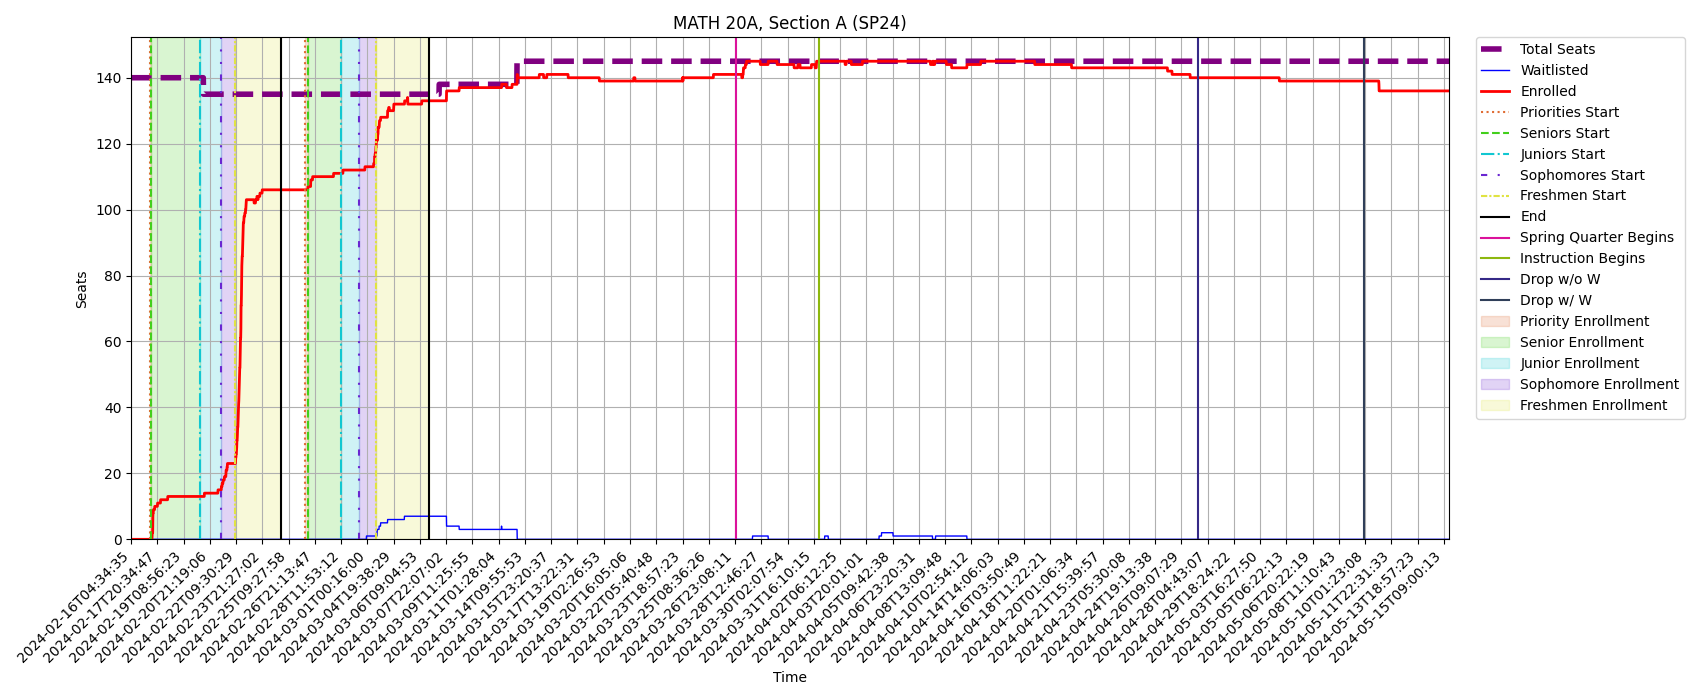 MATH 20A, Section A (SP24)
Seats
140
120
100
80
60
40
20
0
2024-02-16T04:34:35
2024-02-17T20:34:47
2024-02-19T08:56:23
2024-02-20T21:19:06
2024-02-22T09:30:29
2024-02-23T21:27:02
2024-02-25T09:27:58
2024-02-26T21:13:47
2024-02-28T11:53:12
2024-03-01T00:16:00
2024-03-04T19:38:29
2024-03-06T09:04:53
2024-03-07T22:07:02
2024-03-11T11:25:55
2024-03-11T01:28:04
2024-03-14T09:55:53
2024-03-15T23:20:37
2024-03-17T13:22:31
2024-03-19T02:26:53
2024-03-20T16:05:06
2024-03-22T05:40:48
2024-03-23T18:57:23
2024-03-25T08:36:26
2024-03-26T23:08:11
2024-03-28T12:46:27
2024-03-30T02:07:54
2024-03-31T16:10:15
2024-04-02T06:12:25
2024-04-03T20:01:01
2024-04-05T09:42:38
2024-04-06T23:20:31
2024-04-08T13:09:48
2024-04-10T02:54:12
2024-04-14T14:06:03
2024-04-16T03:50:49
2024-04-18T11:22:21
2024-04-20T01:06:34
2024-04-21T15:39:57
2024-04-23T05:30:08
2024-04-24T19:13:38
2024-04-26T09:07:29
2024-04-28T04:43:07
2024-04-29T18:24:22
2024-05-03T16:27:50
2024-05-05T06:22:13
2024-05-06T20:22:19
2024-05-08T11:10:43
2024-05-10T01:23:08
2024-05-11T22:31:33
2024-05-13T18:57:23
2024-05-15T09:00:13
Time
Total Seats
Waitlisted
Enrolled
Priorities Start
Seniors Start
Juniors Start
Sophomores Start
Freshmen Start
End
Spring Quarter Begins
Instruction Begins
Drop w/o W
Drop w/ W
Priority Enrollment
Senior Enrollment
Junior Enrollment
Sophomore Enrollment
Freshmen Enrollment